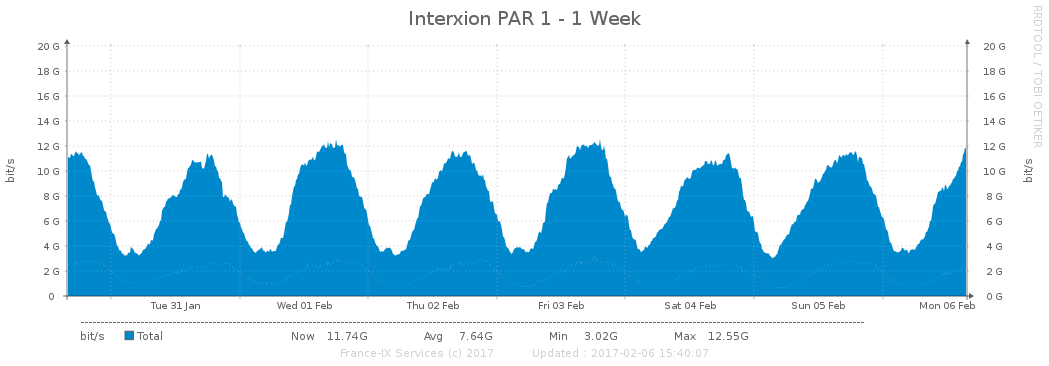 Interxion PAR 1 - 1 Week
RRDTOOL / TOBI OETIKER
bit/s
20 G 20 G
18 G 18 G
16 G 16 G
14 G 14 G
12 G 12 G
10 G 10 G
8 G 8 G
6 G 6 G
4 G 4 G
2 G 2 G
0 0 G
bit/s
Tue 31 Jan Wed 01 Feb Thu 02 Feb Fri 03 Feb Sat 04 Feb Sun 05 Feb Mon 06 Feb
bit/s Total Now 11.74G Avg 7.64G Min 3.02G Max 12.55G
France-IX Services (c) 2017 Updated : 2017-02-06 15:40:07